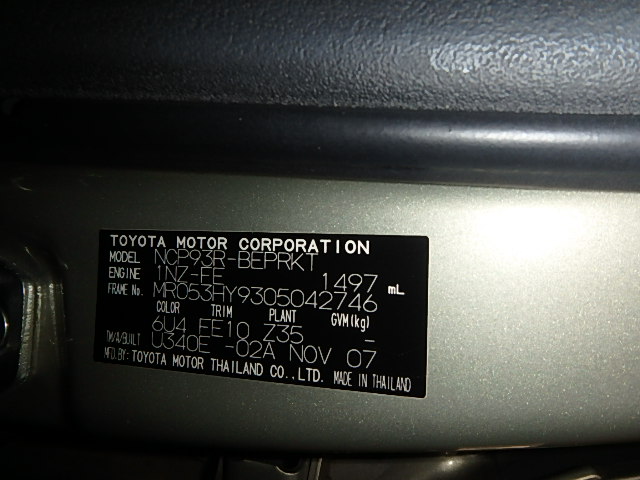 TOYOTA MOTOR CORPORATION
MODEL NCP93R-BEPRKT
ENGINE 1NZ-FE 1497 mL
FRAME No. MR053HY9305042746
COLOR TRIM PLANT GVM(kg)
6U4 FE10 Z35 -
T/M/A/BUILT U340E -02A NOV 07
MFD.BY: TOYOTA MOTOR THAILAND CO.,LTD. MADE IN THAILAND